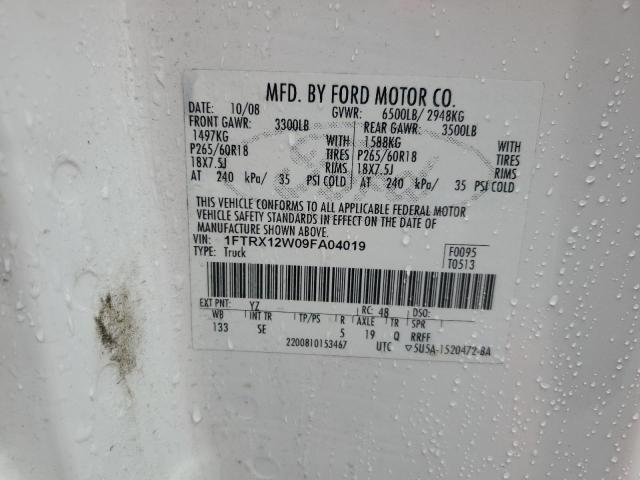 MFD. BY FORD MOTOR CO.
DATE: 10/08 GVWR: 6500LB/ 2948KG
FRONT GAWR: 3300LB REAR GAWR: 3500LB
1497KG WITH 1588KG WITH
P265/60R18 TIRES P265/60R18 TIRES
18X7.5J RIMS 18X7.5J RIMS
AT 240 kPa/ 35 PSI COLD AT 240 kPa/ 35 PSI COLD
Ford
THIS VEHICLE CONFORMS TO ALL APPLICABLE FEDERAL MOTOR
VEHICLE SAFETY STANDARDS IN EFFECT ON THE DATE OF
MANUFACTURE SHOWN ABOVE.
VIN: 1FTRX12W09FA04019 F0095
TYPE: Truck T0513
EXT PNT: YZ RC: 48
WB INT TR TP/PS R AXLE TR SPR
133 SE 5 19 Q RRFF
2200810153467 UTC ▽5U5A-1520472-BA